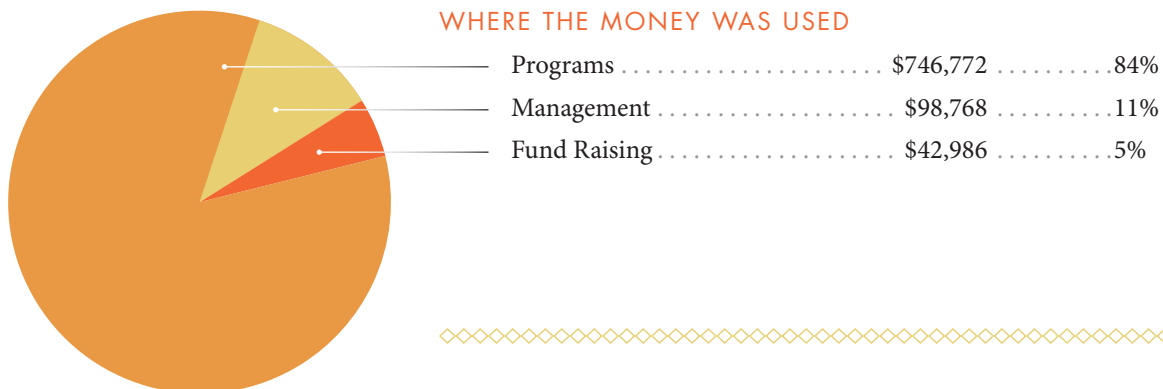 WHERE THE MONEY WAS USED
Programs ...................... $746,772 ..........84%
Management .................... $98,768 ..........11%
Fund Raising .................... $42,986 ..........5%